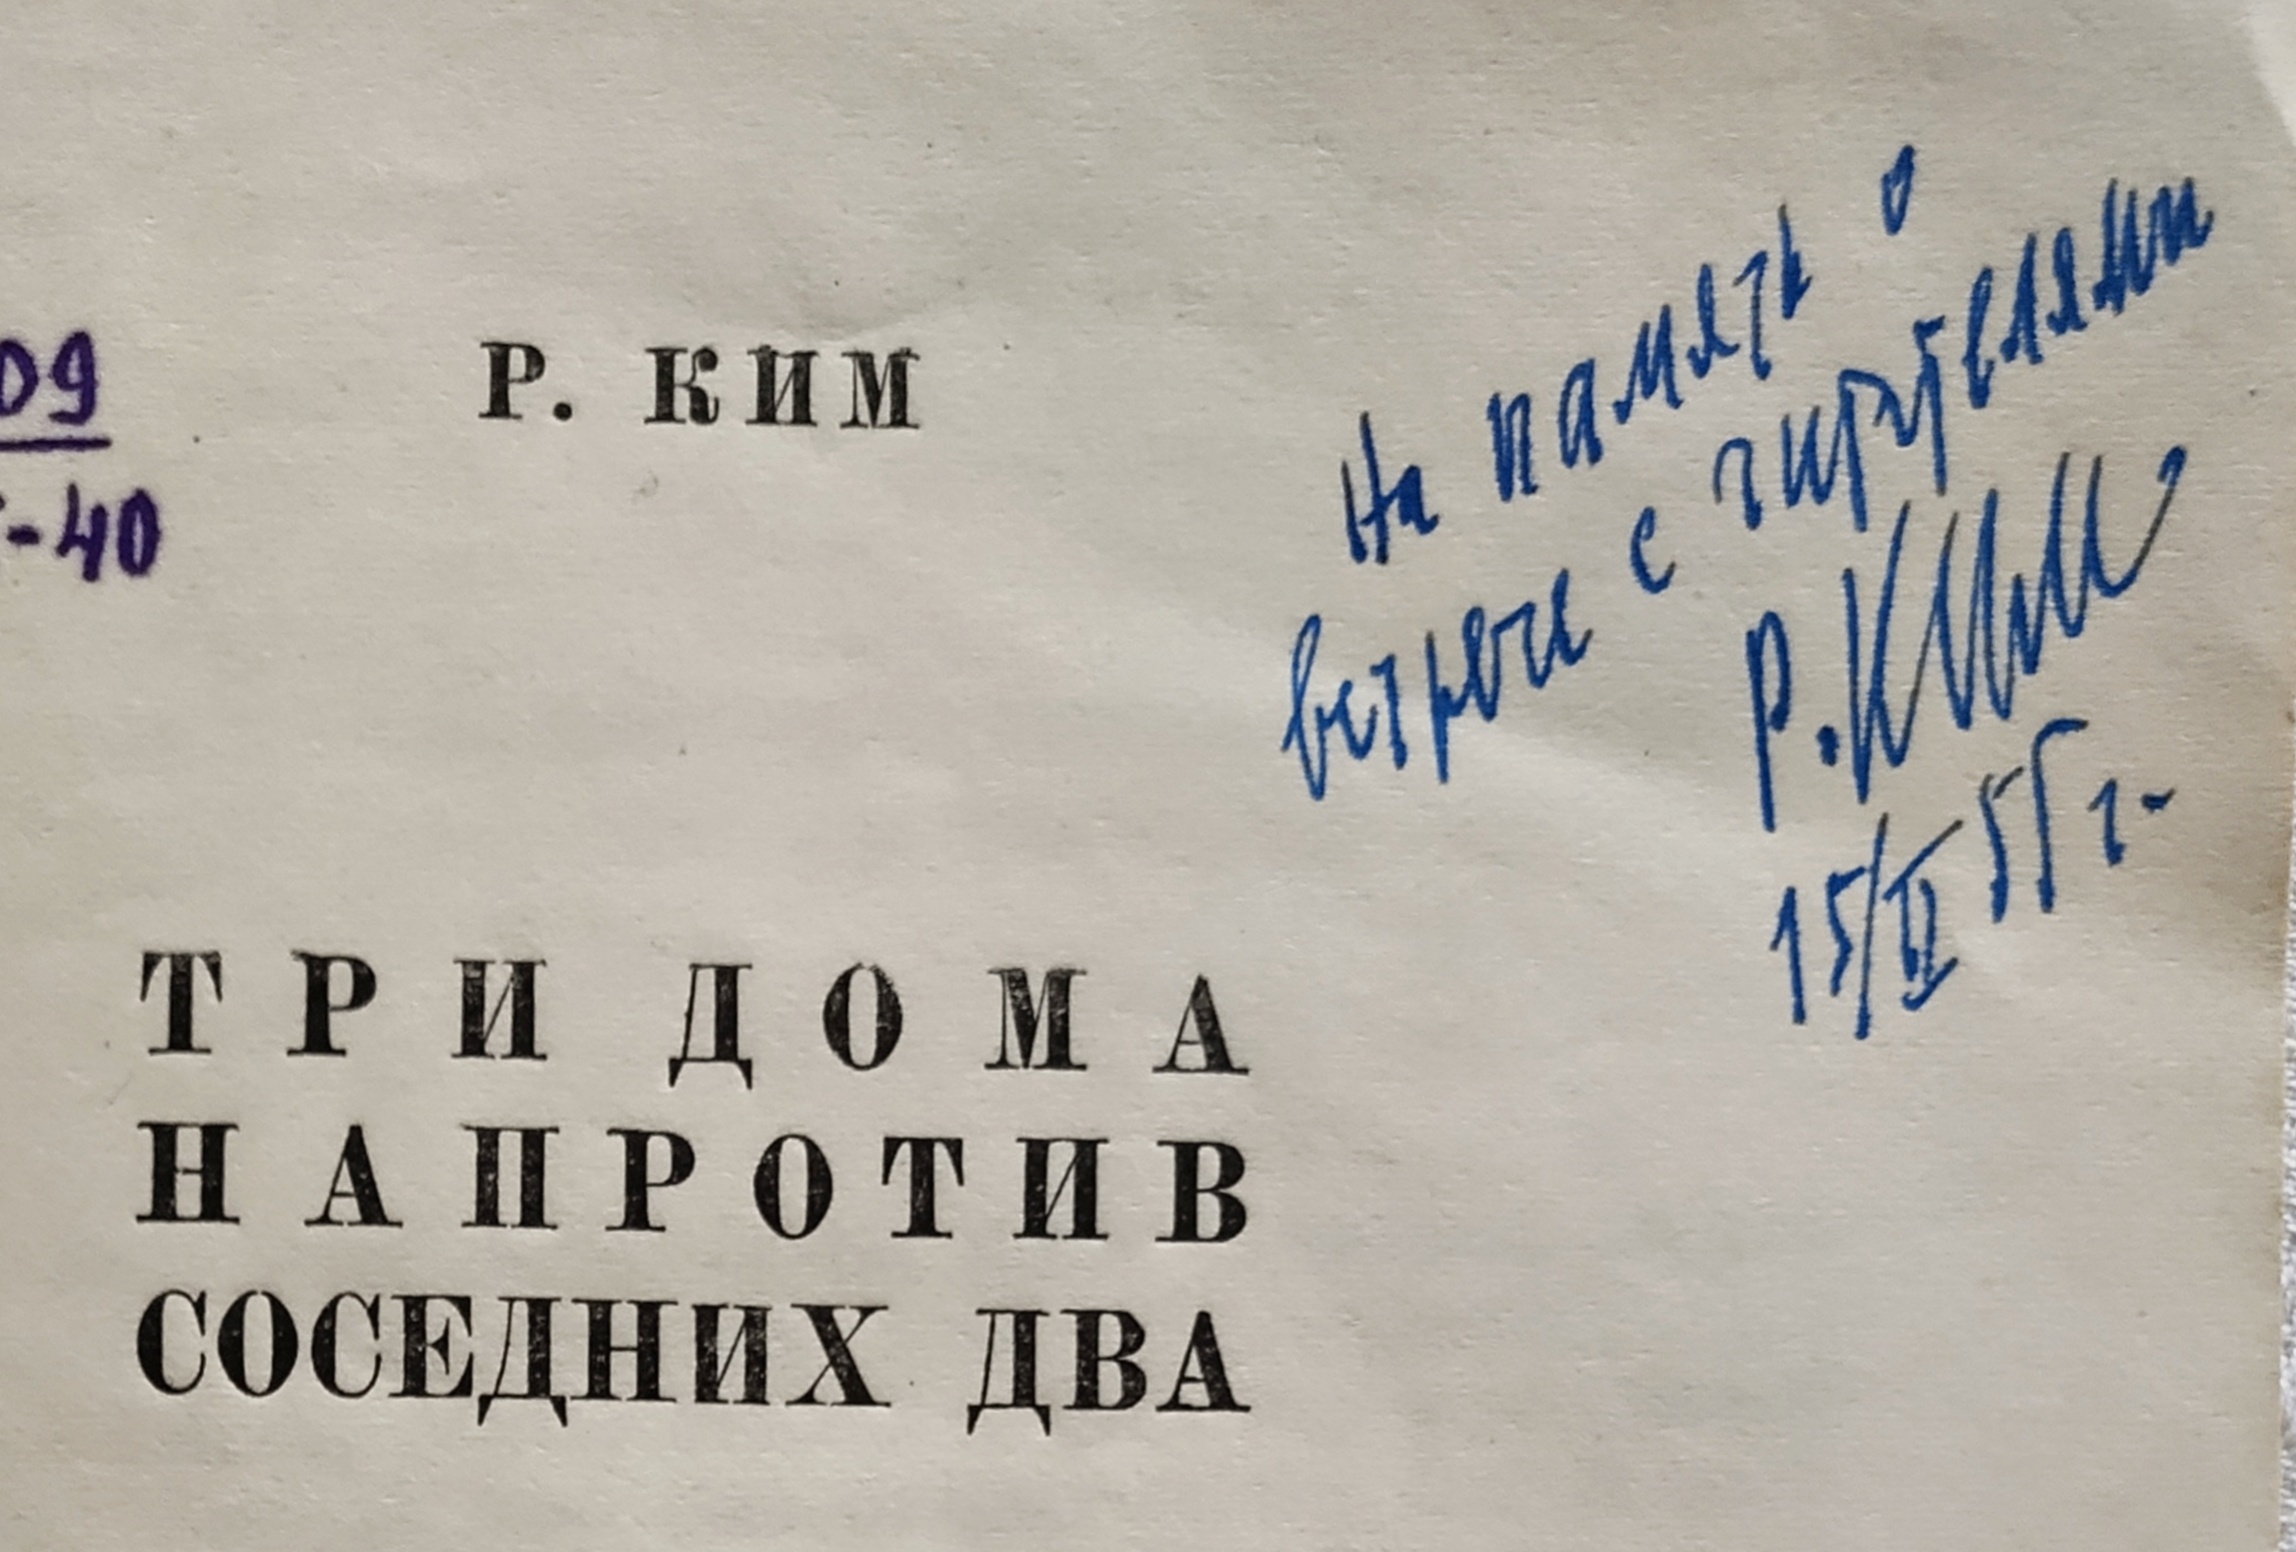 На память о
встрече с читателями
Р. Ким
15/II 55 г.
09
-40
Р. КИМ
ТРИ ДОМА
НАПРОТИВ
СОСЕДНИХ ДВА